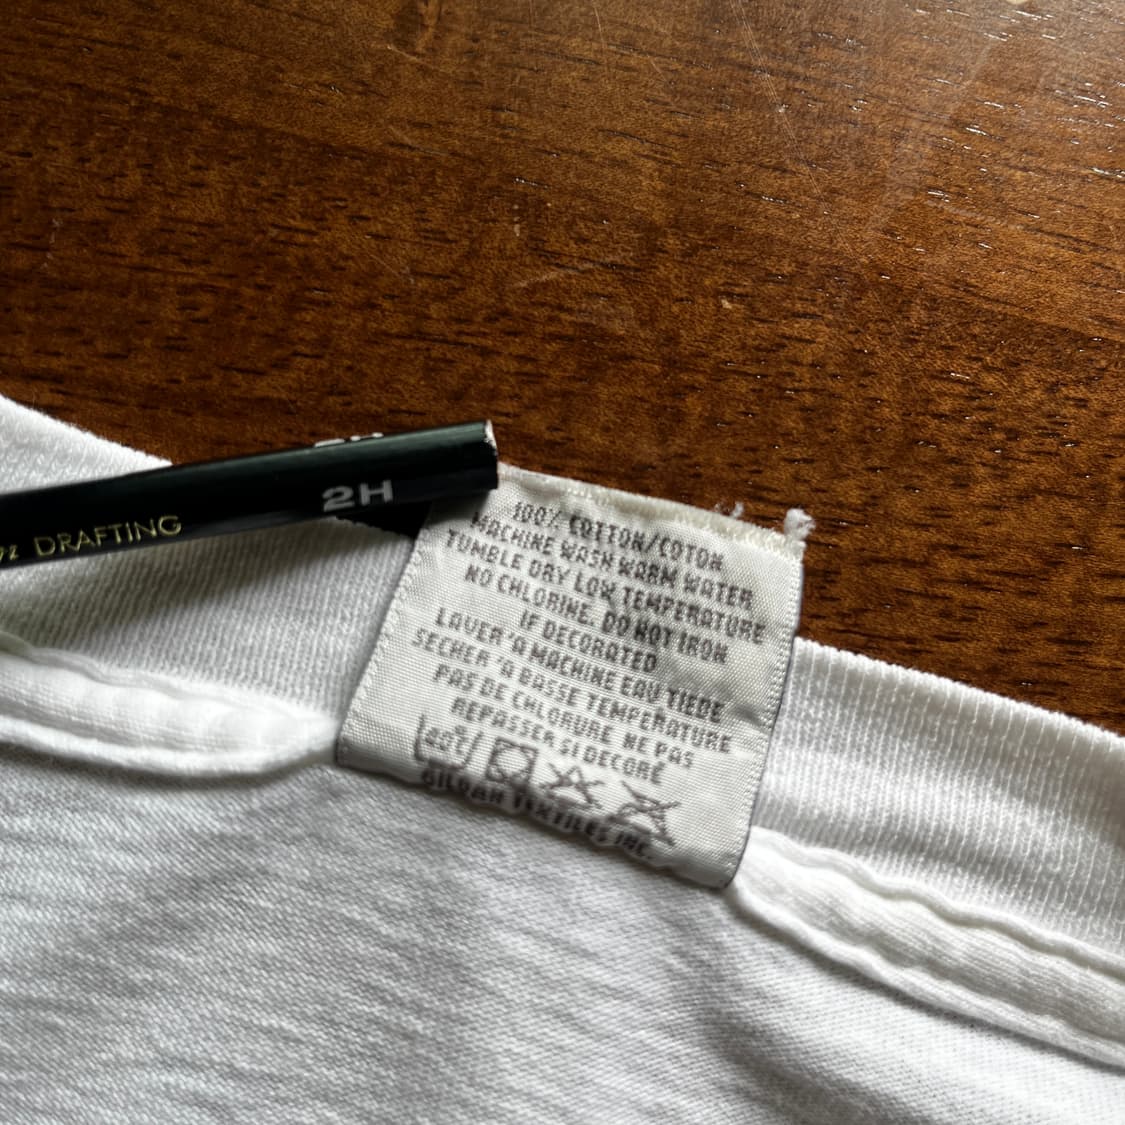 2H
DRAFTING
100% COTTON/COTON
MACHINE WASH WARM WATER
TUMBLE DRY LOW TEMPERATURE
NO CHLORINE. DO NOT IRON
IF DECORATED
LAVER 'A MACHINE EAU TIEDE
SECHER 'A BASSE TEMPERATURE
PAS DE CHLORURE NE PAS
REPASSER SI DECORÉ
40°
GILDAN TEXTILES INC.